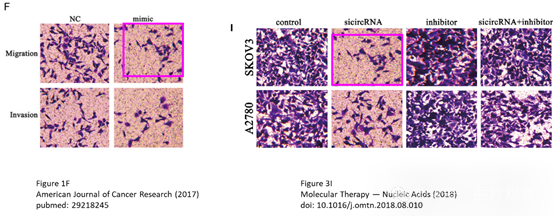 F
NC mimic
Migration
Invasion
I
control sicircRNA inhibitor sicircRNA+inhibitor
SKOV3
A2780
Figure 1F
American Journal of Cancer Research (2017)
pubmed: 29218245
Figure 3I
Molecular Therapy — Nucleic Acids (2018)
doi: 10.1016/j.omtn.2018.08.010